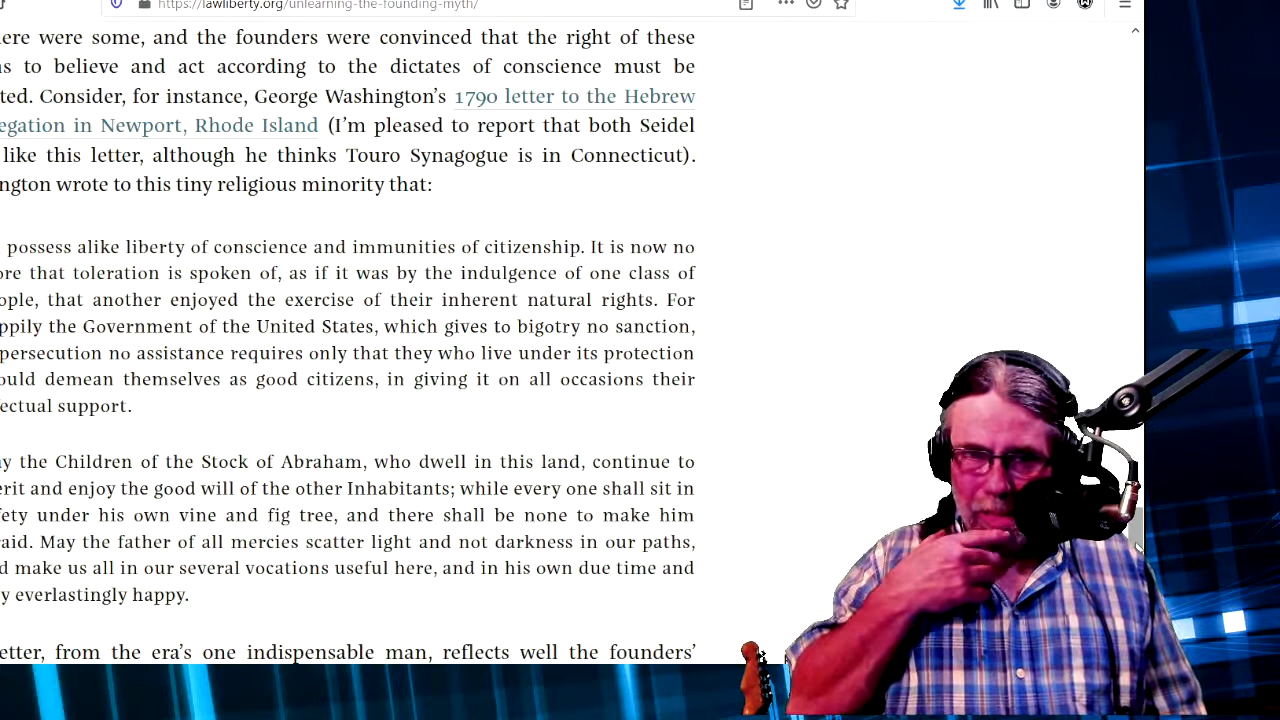 https://lawliberty.org/unlearning-the-founding-myth/
ere were some, and the founders were convinced that the right of these
s to believe and act according to the dictates of conscience must be
ted. Consider, for instance, George Washington's 1790 letter to the Hebrew
egation in Newport, Rhode Island (I'm pleased to report that both Seidel
like this letter, although he thinks Touro Synagogue is in Connecticut).
ngton wrote to this tiny religious minority that:
possess alike liberty of conscience and immunities of citizenship. It is now no
ore that toleration is spoken of, as if it was by the indulgence of one class of
ople, that another enjoyed the exercise of their inherent natural rights. For
ppily the Government of the United States, which gives to bigotry no sanction,
persecution no assistance requires only that they who live under its protection
ould demean themselves as good citizens, in giving it on all occasions their
fectual support.
y the Children of the Stock of Abraham, who dwell in this land, continue to
erit and enjoy the good will of the other Inhabitants; while every one shall sit in
fety under his own vine and fig tree, and there shall be none to make him
raid. May the father of all mercies scatter light and not darkness in our paths,
d make us all in our several vocations useful here, and in his own due time and
y everlastingly happy.
etter, from the era's one indispensable man, reflects well the founders'